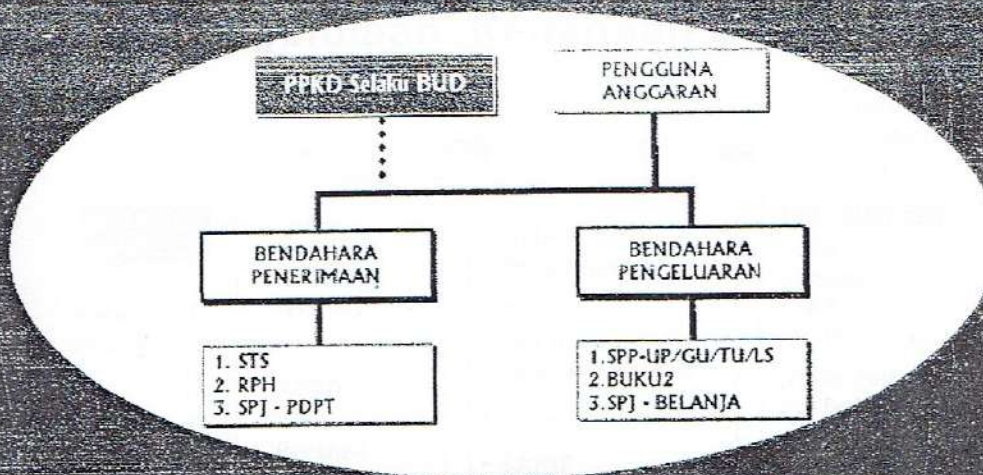 PPKD Selaku BUD
PENGGUNA
ANGGARAN
BENDAHARA
PENERIMAAN
BENDAHARA
PENGELUARAN
1. STS
2. RPH
3. SPJ - PDPT
1.SPP-UP/GU/TU/LS
2.BUKU2
3.SPJ - BELANJA